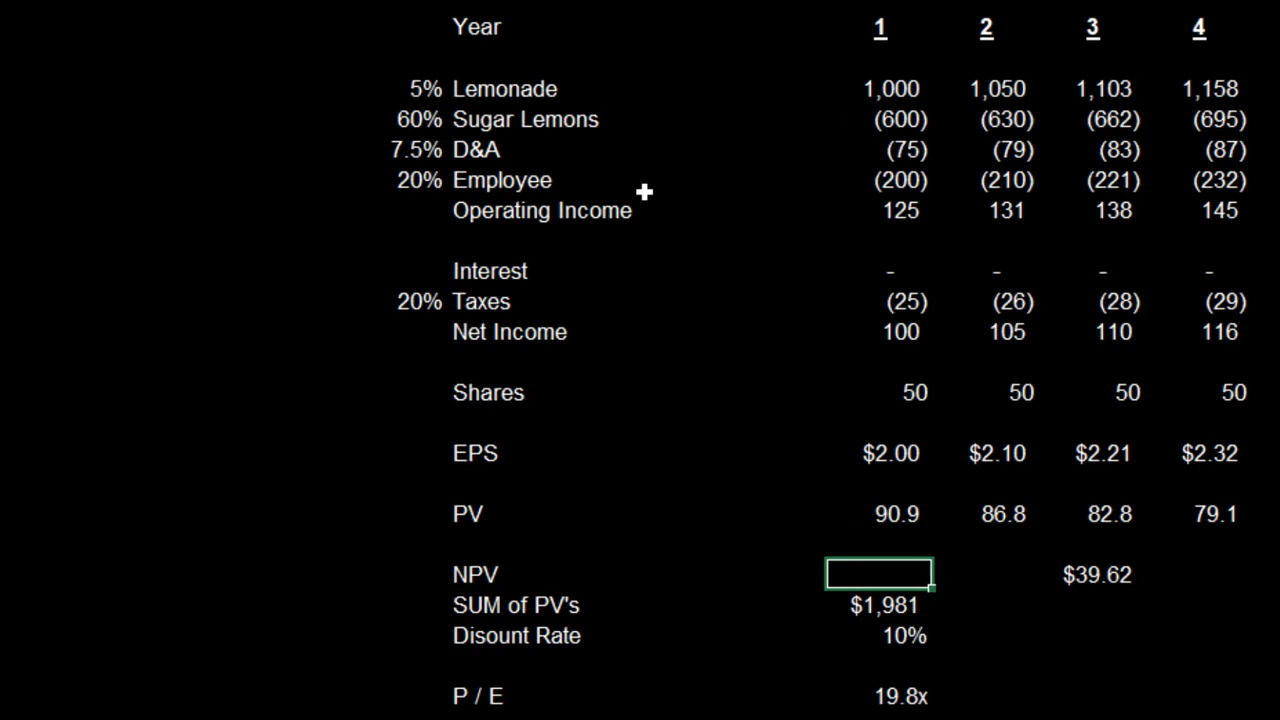 Year 1 2 3 4
5% Lemonade 1,000 1,050 1,103 1,158
60% Sugar Lemons (600) (630) (662) (695)
7.5% D&A (75) (79) (83) (87)
20% Employee (200) (210) (221) (232)
Operating Income 125 131 138 145
Interest - - - -
20% Taxes (25) (26) (28) (29)
Net Income 100 105 110 116
Shares 50 50 50 50
EPS $2.00 $2.10 $2.21 $2.32
PV 90.9 86.8 82.8 79.1
NPV $39.62
SUM of PV's $1,981
Disount Rate 10%
P / E 19.8x